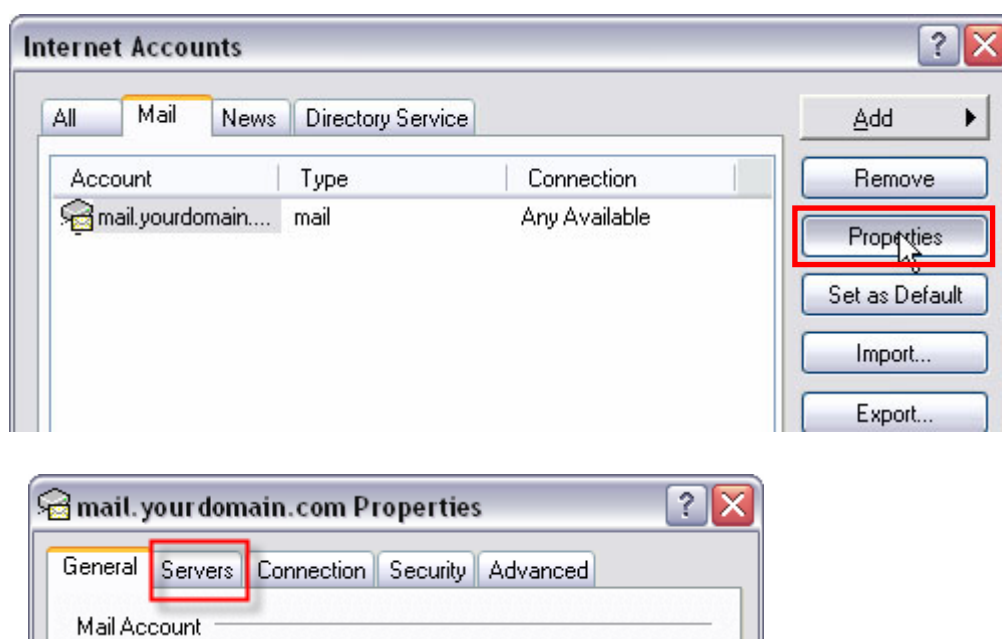 Internet Accounts
All Mail News Directory Service
Add
Account Type Connection
Remove
mail.yourdomain.... mail Any Available
Properties
Set as Default
Import...
Export...
mail.yourdomain.com Properties
General Servers Connection Security Advanced
Mail Account